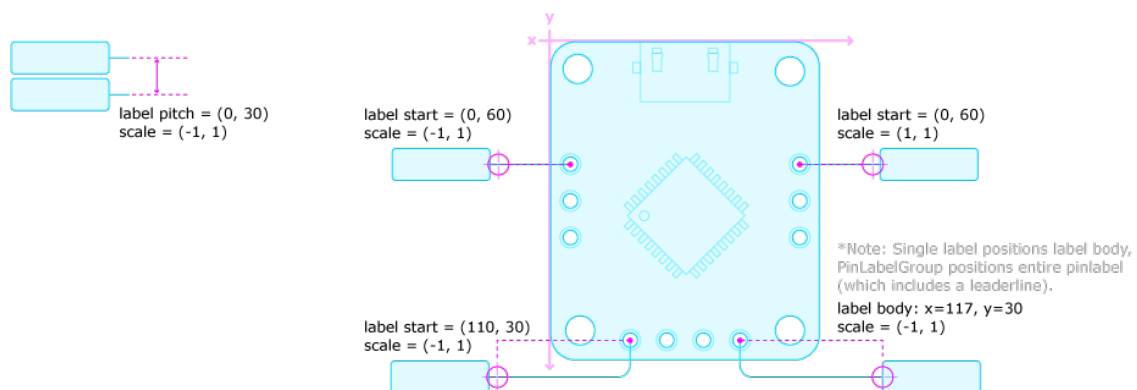 y
x
label pitch = (0, 30)
scale = (-1, 1)
label start = (0, 60)
scale = (-1, 1)
label start = (0, 60)
scale = (1, 1)
*Note: Single label positions label body,
PinLabelGroup positions entire pinlabel
(which includes a leaderline).
label start = (110, 30)
scale = (-1, 1)
label body: x=117, y=30
scale = (-1, 1)